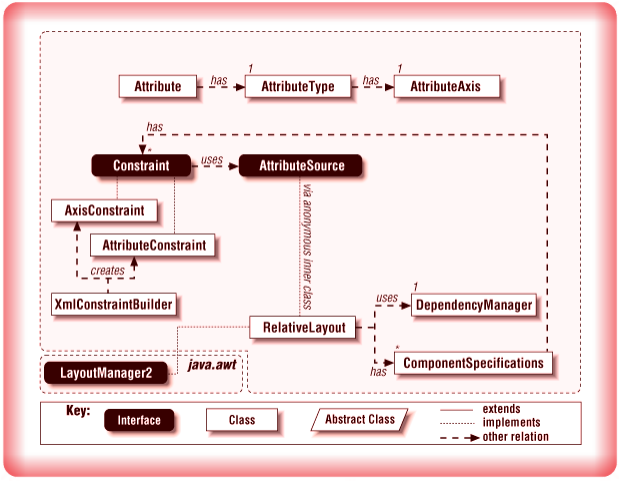 1 1
Attribute has AttributeType has AttributeAxis
has
*
Constraint uses AttributeSource
via anonymous inner class
AxisConstraint
AttributeConstraint
creates
XmlConstraintBuilder
1
uses DependencyManager
RelativeLayout
*
has ComponentSpecifications
java.awt
LayoutManager2
Key:
Interface
Class
Abstract Class
extends
implements
other relation